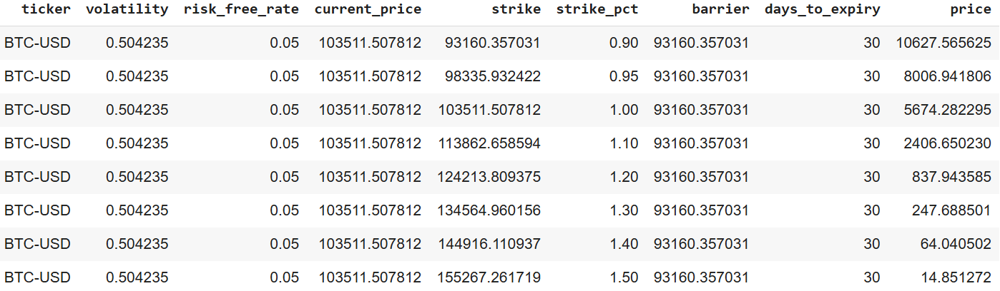 ticker volatility risk_free_rate current_price strike strike_pct barrier days_to_expiry price
BTC-USD 0.504235 0.05 103511.507812 93160.357031 0.90 93160.357031 30 10627.565625
BTC-USD 0.504235 0.05 103511.507812 98335.932422 0.95 93160.357031 30 8006.941806
BTC-USD 0.504235 0.05 103511.507812 103511.507812 1.00 93160.357031 30 5674.282295
BTC-USD 0.504235 0.05 103511.507812 113862.658594 1.10 93160.357031 30 2406.650230
BTC-USD 0.504235 0.05 103511.507812 124213.809375 1.20 93160.357031 30 837.943585
BTC-USD 0.504235 0.05 103511.507812 134564.960156 1.30 93160.357031 30 247.688501
BTC-USD 0.504235 0.05 103511.507812 144916.110937 1.40 93160.357031 30 64.040502
BTC-USD 0.504235 0.05 103511.507812 155267.261719 1.50 93160.357031 30 14.851272